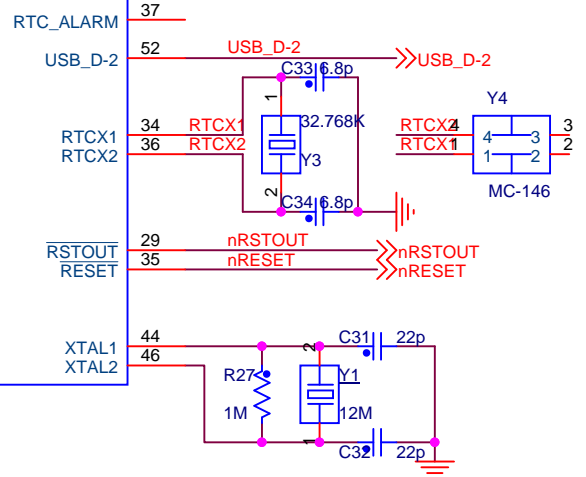 37
RTC_ALARM
52
USB_D-2
USB_D-2
USB_D-2
C33 6.8p
1
Y4
34
RTCX1
RTCX1
32.768K
RTCX2
4
4
3
3
36
RTCX2
RTCX2
Y3
RTCX1
1
1
2
2
2
MC-146
C34 6.8p
29
RSTOUT
nRSTOUT
nRSTOUT
35
RESET
nRESET
nRESET
44
XTAL1
2
C31
22p
46
XTAL2
R27
Y1
1M
12M
1
C32
22p